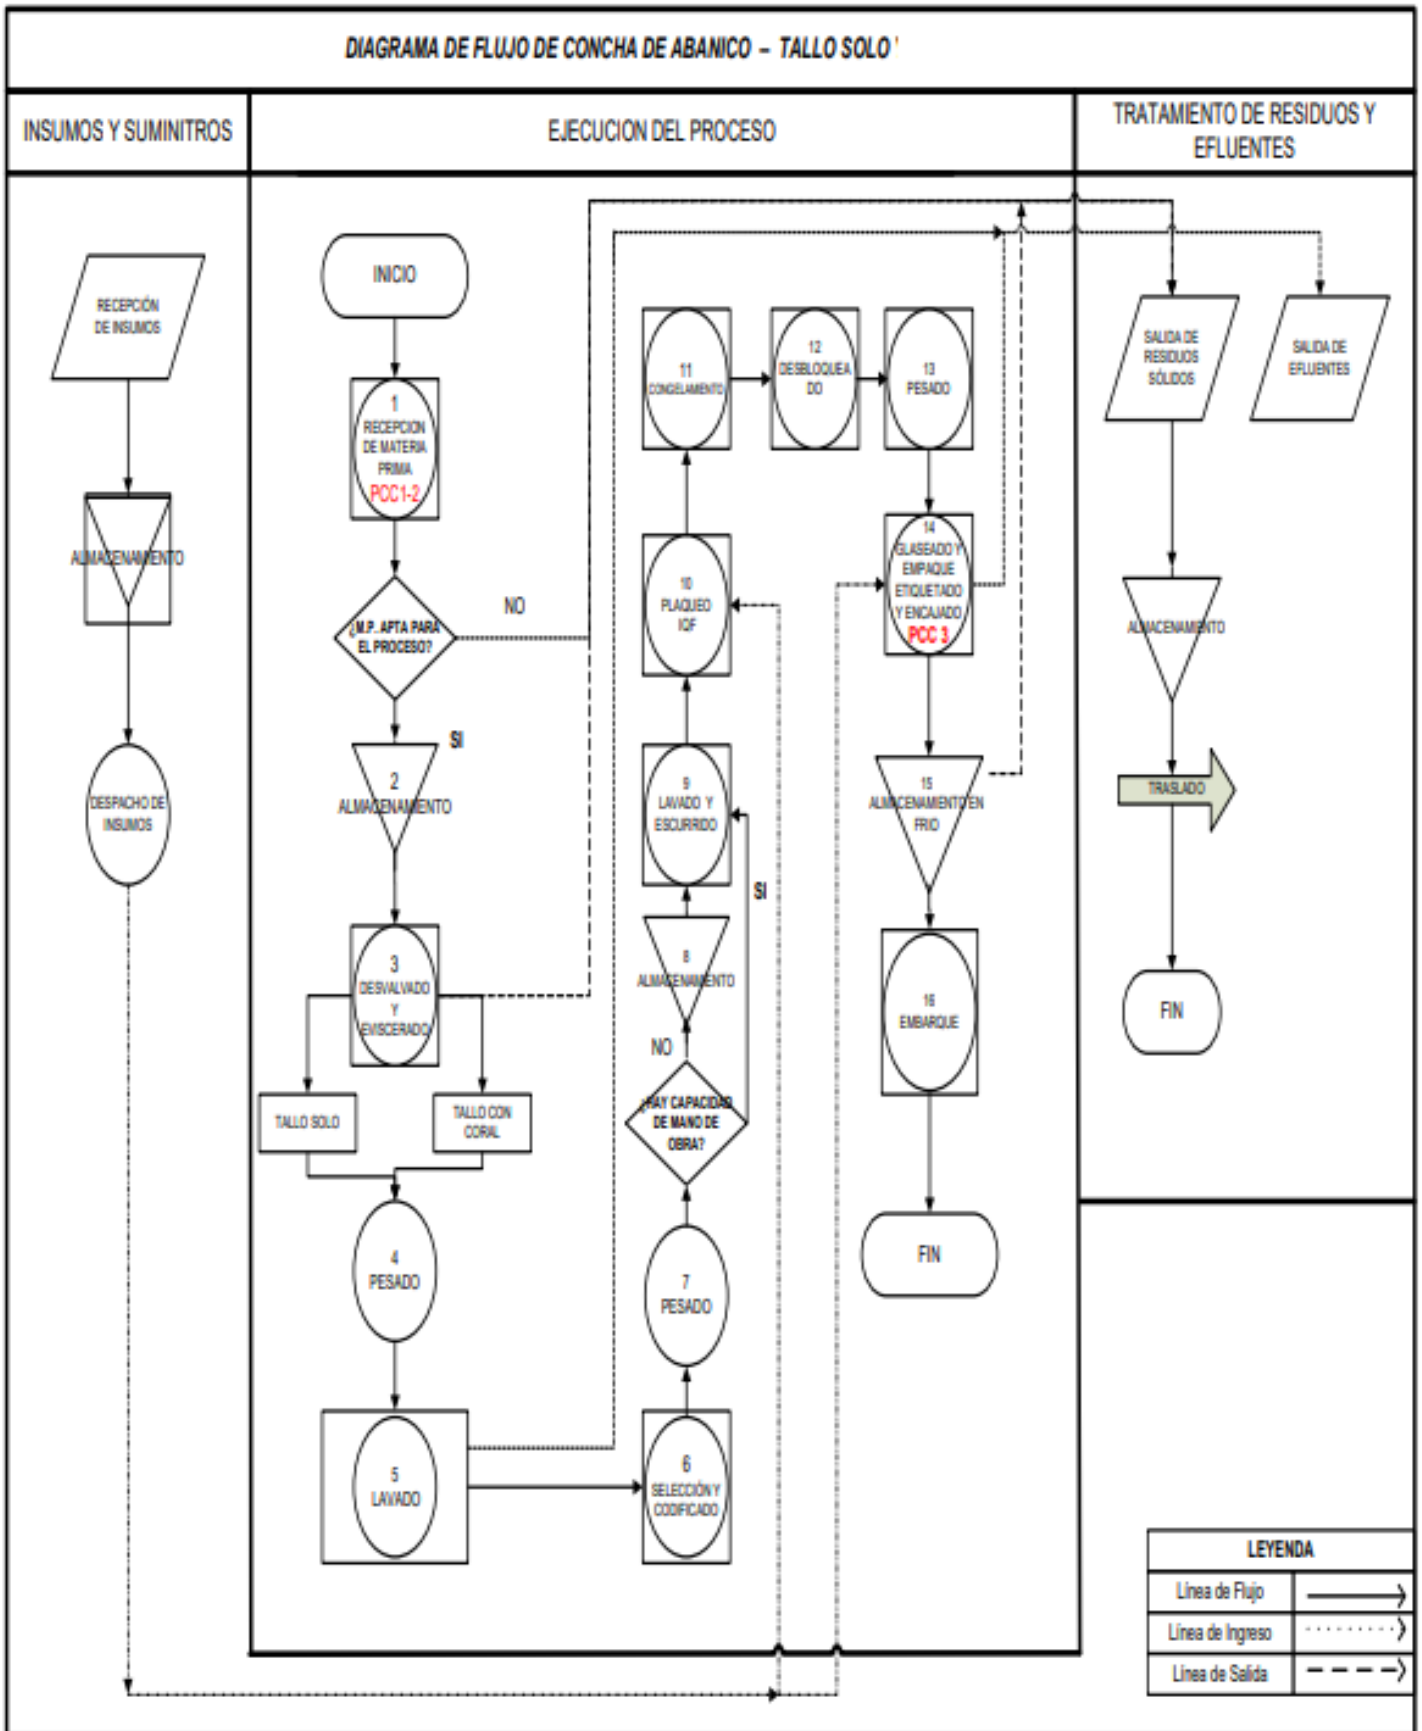 DIAGRAMA DE FLUJO DE CONCHA DE ABANICO – TALLO SOLO
INSUMOS Y SUMINITROS
EJECUCION DEL PROCESO
TRATAMIENTO DE RESIDUOS Y
EFLUENTES
RECEPCIÓN
DE INSUMOS
ALMACENAMIENTO
DESPACHO DE
INSUMOS
INICIO
1
RECEPCION
DE MATERIA
PRIMA
PCC1-2
¿M.P.. APTA PARA
EL PROCESO?
NO
SI
2
ALMACENAMIENTO
3
DESVALVADO
Y
EVISCERADO
TALLO SOLO
TALLO CON
CORAL
4
PESADO
5
LAVADO
6
SELECCIÓN Y
CODIFICADO
7
PESADO
¿HAY CAPACIDAD
DE MANO DE
OBRA?
NO
SI
8
ALMACENAMIENTO
9
LAVADO Y
ESCURRIDO
10
PLAQUEO
IQF
11
CONGELAMIENTO
12
DESBLOQUEA
DO
13
PESADO
14
GLASEADO Y
EMPAQUE
ETIQUETADO
Y ENCAJADO
PCC 3
15
ALMACENAMIENTO EN
FRIO
16
EMBARQUE
FIN
SALIDA DE
RESIDUOS
SÓLIDOS
SALIDA DE
EFLUENTES
ALMACENAMIENTO
TRASLADO
FIN
LEYENDA
Línea de Flujo
Línea de Ingreso
Línea de Salida